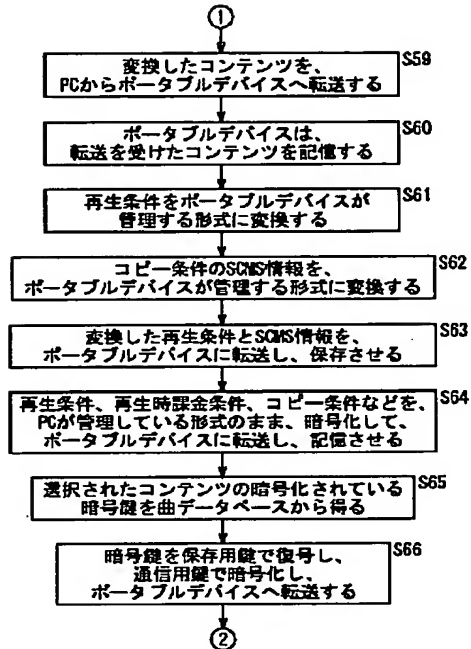 ①
変換したコンテンツを、
PCからポータブルデバイスへ転送する
S59
ポータブルデバイスは、
転送を受けたコンテンツを記憶する
S60
再生条件をポータブルデバイスが
管理する形式に変換する
S61
コピー条件のSCMS情報を、
ポータブルデバイスが管理する形式に変換する
S62
変換した再生条件とSCMS情報を、
ポータブルデバイスに転送し、保存させる
S63
再生条件、再生時課金条件、コピー条件などを、
PCが管理している形式のまま、暗号化して、
ポータブルデバイスに転送し、記憶させる
S64
選択されたコンテンツの暗号化されている
暗号鍵を曲データベースから得る
S65
暗号鍵を保存用鍵で復号し、
通信用鍵で暗号化し、
ポータブルデバイスへ転送する
S66
②